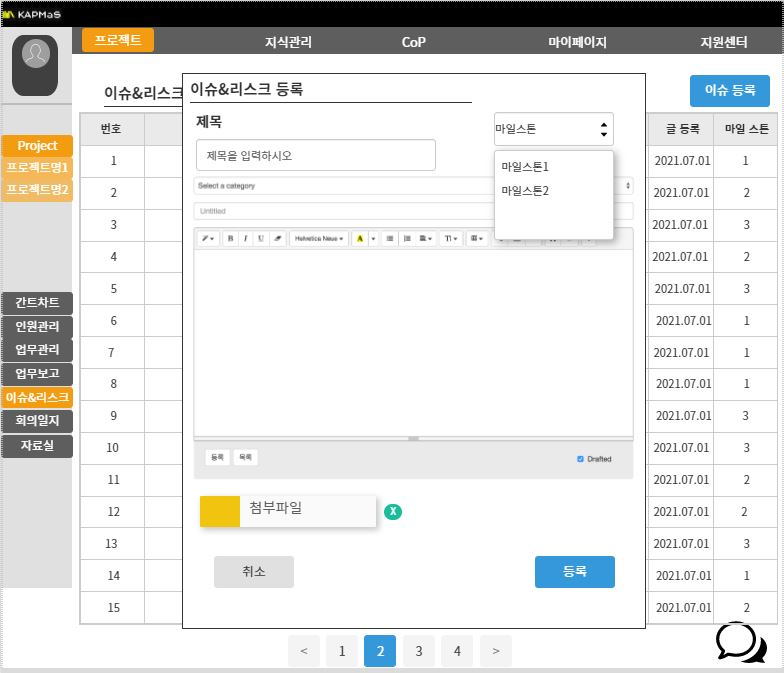 KAPMaS
프로젝트
지식관리
CoP
마이페이지
지원센터
이슈&리스크
이슈 등록
Project
프로젝트명1
프로젝트명2
간트차트
인원관리
업무관리
업무보고
이슈&리스크
회의일지
자료실
이슈&리스크 등록
제목
마일스톤
제목을 입력하시오
마일스톤1
마일스톤2
Select a category
Untitled
B I U Helvetica Neue A
등록 목록
Drafted
첨부파일
X
취소
등록
번호 글 등록 마일 스톤
1 2021.07.01 1
2 2021.07.01 2
3 2021.07.01 3
4 2021.07.01 2
5 2021.07.01 3
6 2021.07.01 1
7 2021.07.01 1
8 2021.07.01 1
9 2021.07.01 3
10 2021.07.01 3
11 2021.07.01 2
12 2021.07.01 2
13 2021.07.01 3
14 2021.07.01 1
15 2021.07.01 2
< 1 2 3 4 >